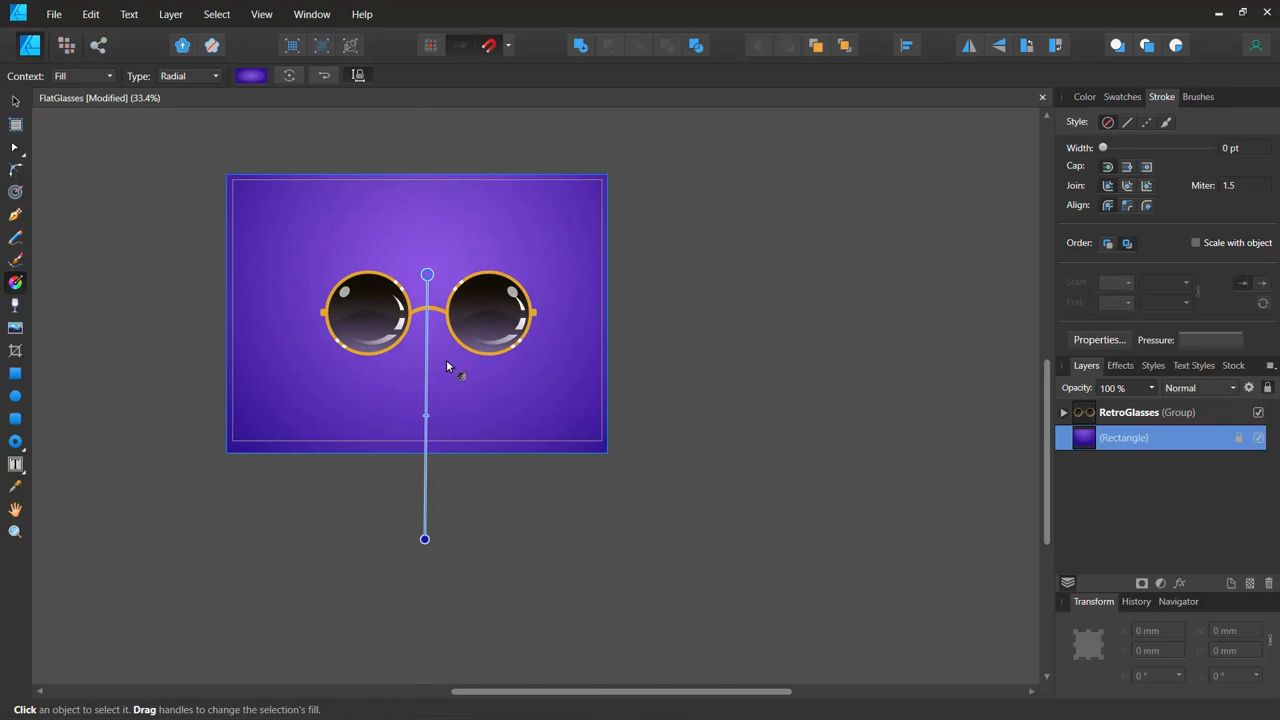 File Edit Text Layer Select View Window Help
Context: Fill Type: Radial
FlatGlasses [Modified] (33.4%)
Color Swatches Stroke Brushes
Style:
Width: 0 pt
Cap:
Join: Miter: 1.5
Align:
Order: Scale with object
Start:
End:
Properties... Pressure:
Layers Effects Styles Text Styles Stock
Opacity: 100 % Normal
RetroGlasses (Group)
(Rectangle)
Transform History Navigator
X: 0 mm W: 0 mm
Y: 0 mm H: 0 mm
R: 0 ° S: 0 °
Click an object to select it. Drag handles to change the selection's fill.